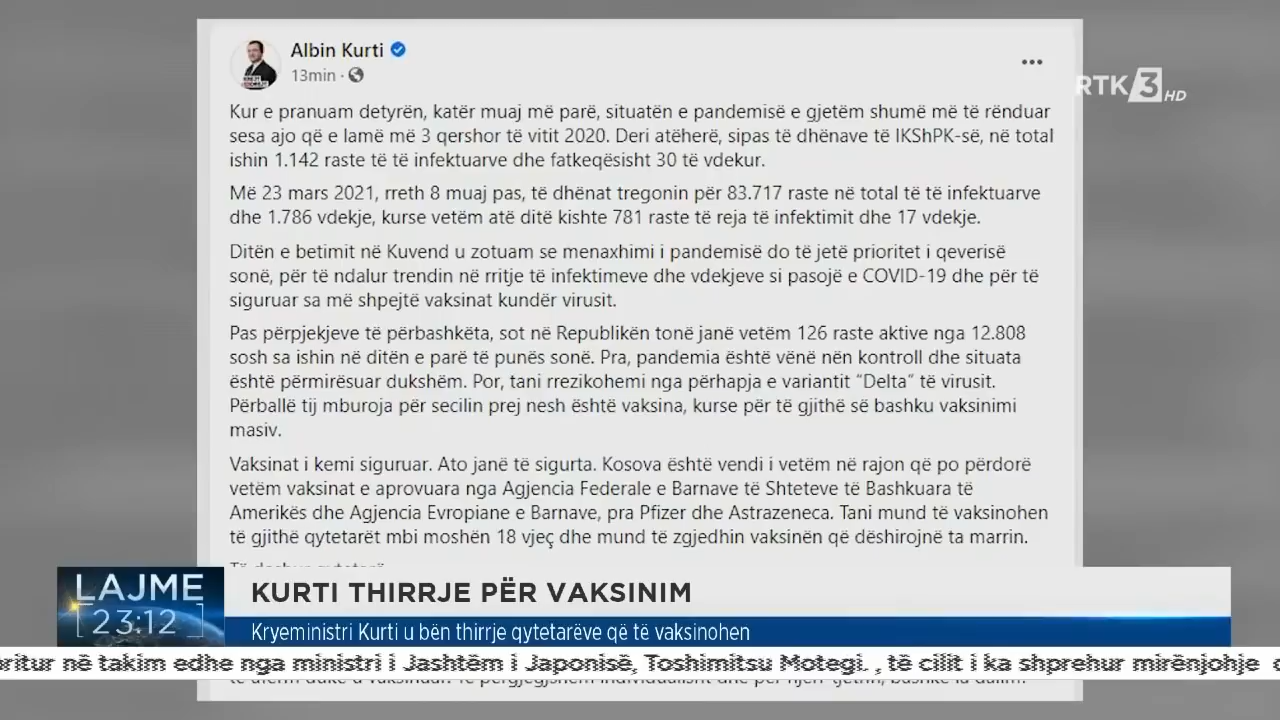 Albin Kurti
13min ·
RTK 3 HD
Kur e pranuam detyrën, katër muaj më parë, situatën e pandemisë e gjetëm shumë më të rënduar
sesa ajo që e lamë më 3 qershor të vitit 2020. Deri atëherë, sipas të dhënave të IKShPK-së, në total
ishin 1.142 raste të të infektuarve dhe fatkeqësisht 30 të vdekur.
Më 23 mars 2021, rreth 8 muaj pas, të dhënat tregonin për 83.717 raste në total të të infektuarve
dhe 1.786 vdekje, kurse vetëm atë ditë kishte 781 raste të reja të infektimit dhe 17 vdekje.
Ditën e betimit në Kuvend u zotuam se menaxhimi i pandemisë do të jetë prioritet i qeverisë
sonë, për të ndalur trendin në rritje të infektimeve dhe vdekjeve si pasojë e COVID-19 dhe për të
siguruar sa më shpejtë vaksinat kundër virusit.
Pas përpjekjeve të përbashkëta, sot në Republikën tonë janë vetëm 126 raste aktive nga 12.808
sosh sa ishin në ditën e parë të punës sonë. Pra, pandemia është vënë nën kontroll dhe situata
është përmirësuar dukshëm. Por, tani rrezikohemi nga përhapja e variantit “Delta” të virusit.
Përballë tij mburoja për secilin prej nesh është vaksina, kurse për të gjithë së bashku vaksinimi
masiv.
Vaksinat i kemi siguruar. Ato janë të sigurta. Kosova është vendi i vetëm në rajon që po përdorë
vetëm vaksinat e aprovuara nga Agjencia Federale e Barnave të Shteteve të Bashkuara të
Amerikës dhe Agjencia Evropiane e Barnave, pra Pfizer dhe Astrazeneca. Tani mund të vaksinohen
të gjithë qytetarët mbi moshën 18 vjeç dhe mund të zgjedhin vaksinën që dëshirojnë ta marrin.
LAJME
23:12
KURTI THIRRJE PËR VAKSINIM
Kryeministri Kurti u bën thirrje qytetarëve që të vaksinohen
oritur në takim edhe nga ministri i Jashtëm i Japonisë, Toshimitsu Motegi. , të cilit i ka shprehur mirënjohje